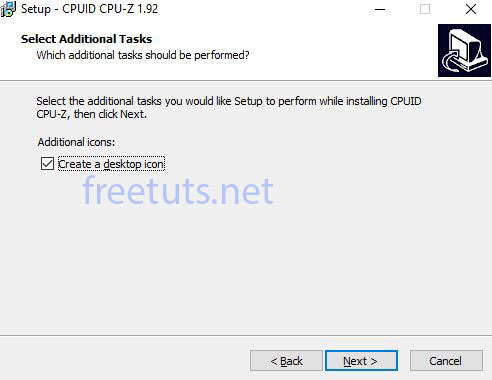 Setup - CPUID CPU-Z 1.92
Select Additional Tasks
Which additional tasks should be performed?
Select the additional tasks you would like Setup to perform while installing CPUID
CPU-Z, then click Next.
Additional icons:
Create a desktop icon
freetuts.net
< Back
Next >
Cancel